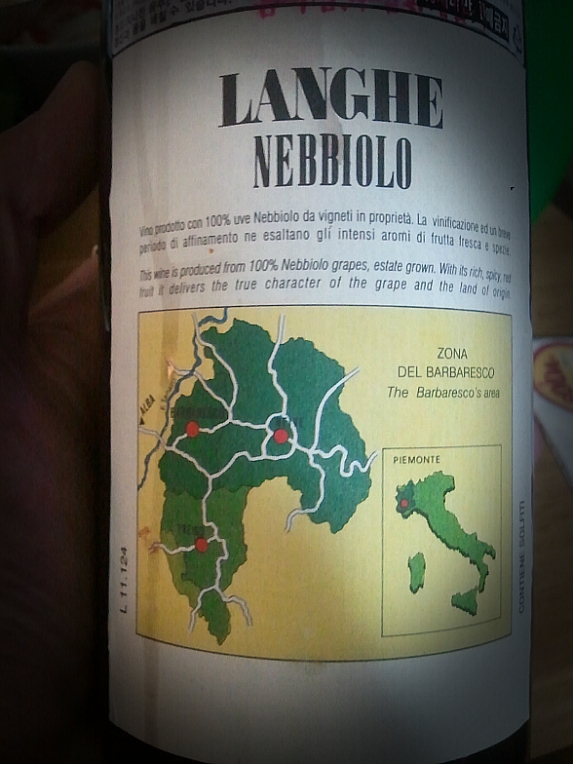 LANGHE
NEBBIOLO
Vino prodotto con 100% uve Nebbiolo da vigneti in proprietà. La vinificazione ed un breve
periodo di affinamento ne esaltano gli intensi aromi di frutta fresca e spezie.
This wine is produced from 100% Nebbiolo grapes, estate grown. With its rich, spicy, red
fruit it delivers the true character of the grape and the land of origin.
ZONA
DEL BARBARESCO
The Barbaresco's area
ALBA
BARBARESCO
NEIVE
PIEMONTE
TREISO
L 11.124
CONTIENE SOLFITI